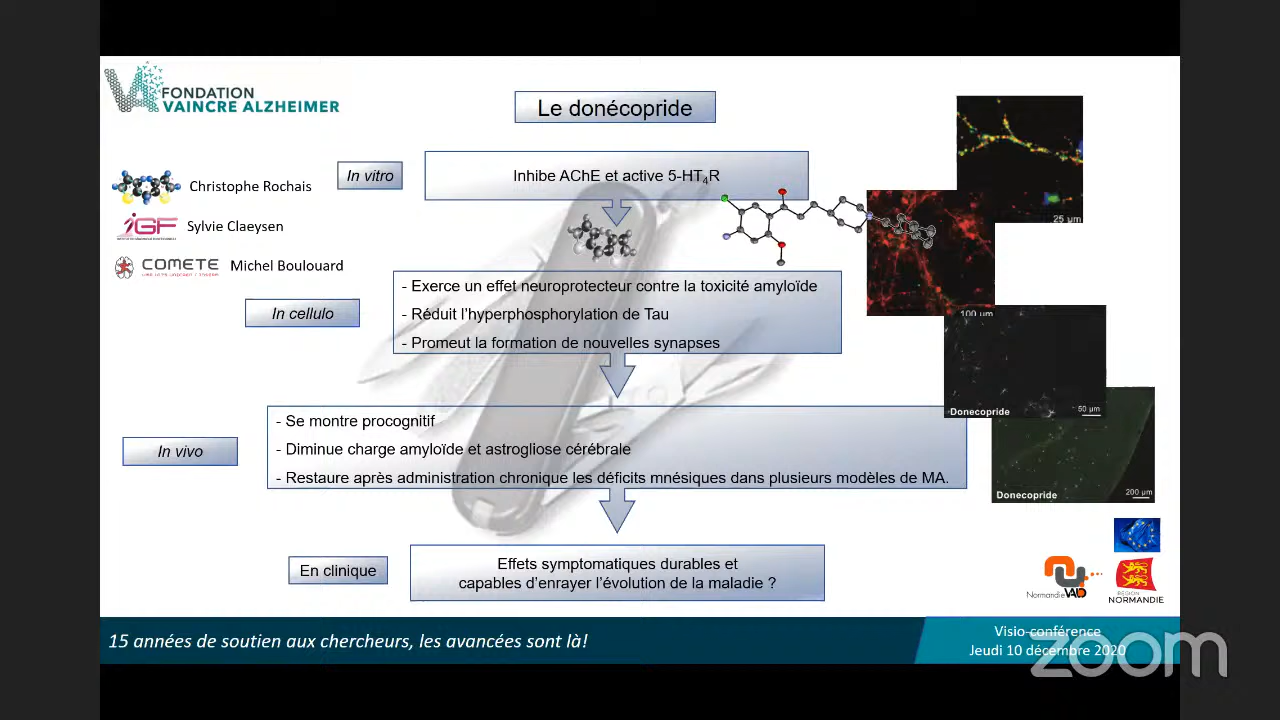 FONDATION
VAINCRE ALZHEIMER
Le donécopride
Christophe Rochais
In vitro
Inhibe AChE et active 5-HT₄R
iGF
Sylvie Claeysen
COMETE
Michel Boulouard
In cellulo
- Exerce un effet neuroprotecteur contre la toxicité amyloïde
- Réduit l'hyperphosphorylation de Tau
- Promeut la formation de nouvelles synapses
In vivo
- Se montre procognitif
- Diminue charge amyloïde et astrogliose cérébrale
- Restaure après administration chronique les déficits mnésiques dans plusieurs modèles de MA.
En clinique
Effets symptomatiques durables et
capables d'enrayer l'évolution de la maladie ?
25 µm
100 µm
Donecopride
50 µm
Donecopride
200 µm
Normandie VALO
RÉGION
NORMANDIE
15 années de soutien aux chercheurs, les avancées sont là!
Visio-conférence
Jeudi 10 décembre 2020
zoom